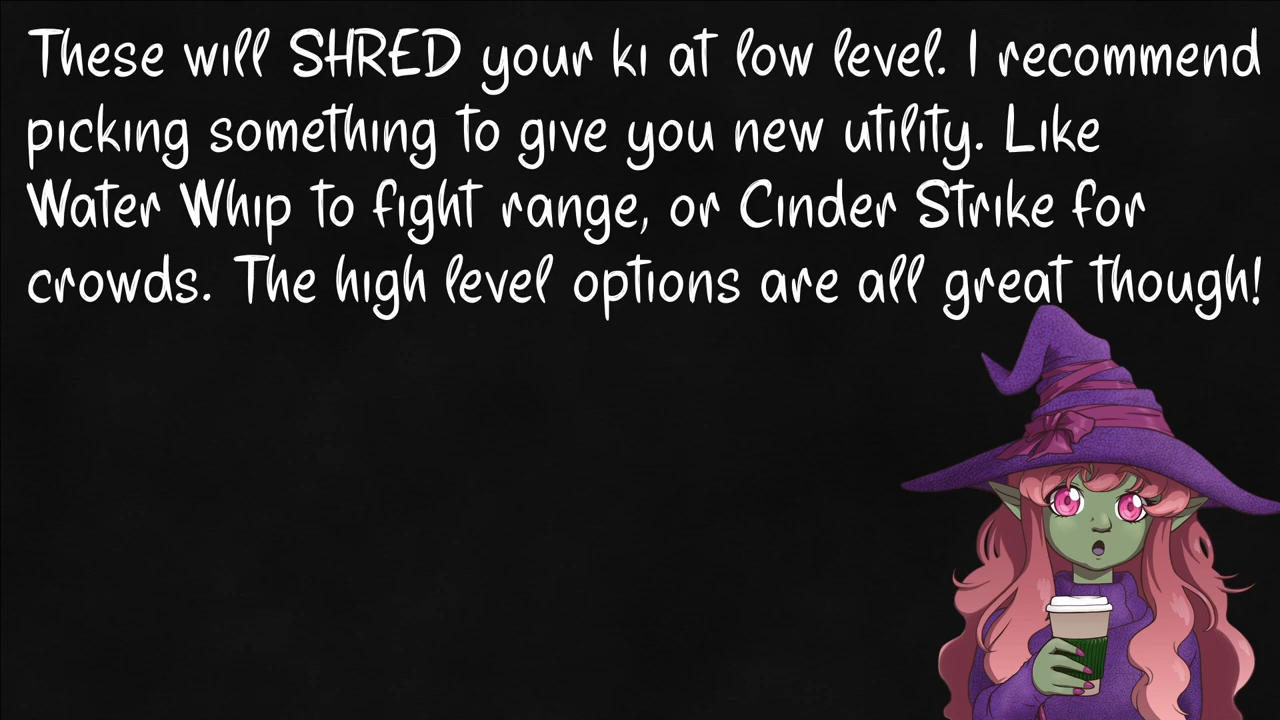 These will SHRED your ki at low level. I recommend
picking something to give you new utility. Like
Water Whip to fight range, or Cinder Strike for
crowds. The high level options are all great though!